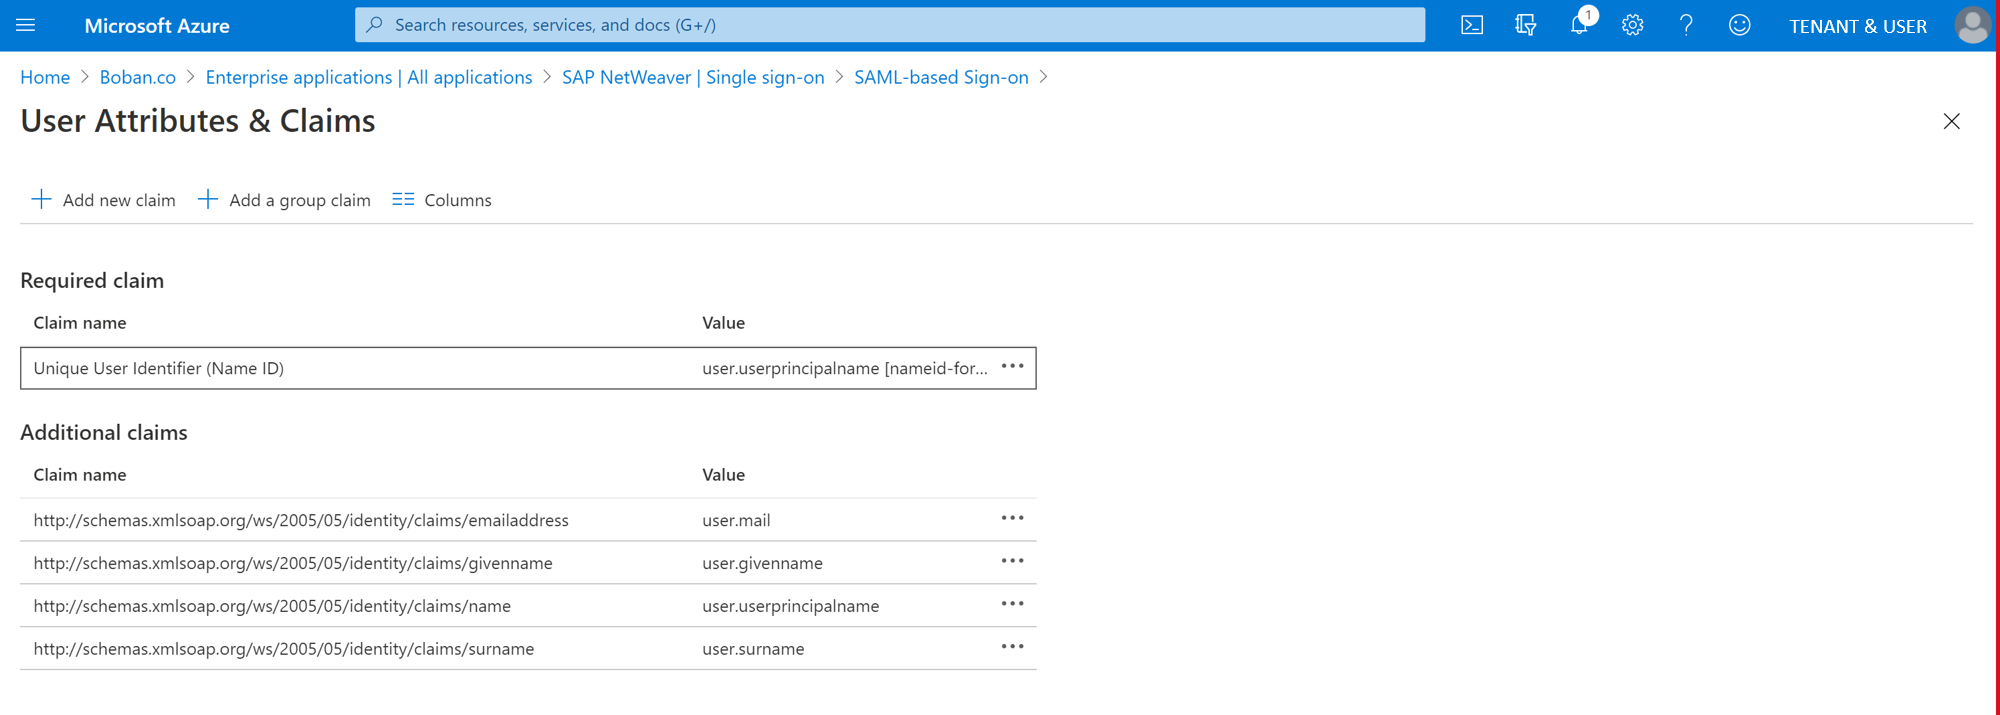 Microsoft Azure
Search resources, services, and docs (G+/)
1
TENANT & USER
Home > Boban.co > Enterprise applications | All applications > SAP NetWeaver | Single sign-on > SAML-based Sign-on >
User Attributes & Claims
Add new claim Add a group claim Columns
Required claim
Claim name Value
Unique User Identifier (Name ID) user.userprincipalname [nameid-for... •••
Additional claims
Claim name Value
http://schemas.xmlsoap.org/ws/2005/05/identity/claims/emailaddress user.mail •••
http://schemas.xmlsoap.org/ws/2005/05/identity/claims/givenname user.givenname •••
http://schemas.xmlsoap.org/ws/2005/05/identity/claims/name user.userprincipalname •••
http://schemas.xmlsoap.org/ws/2005/05/identity/claims/surname user.surname •••